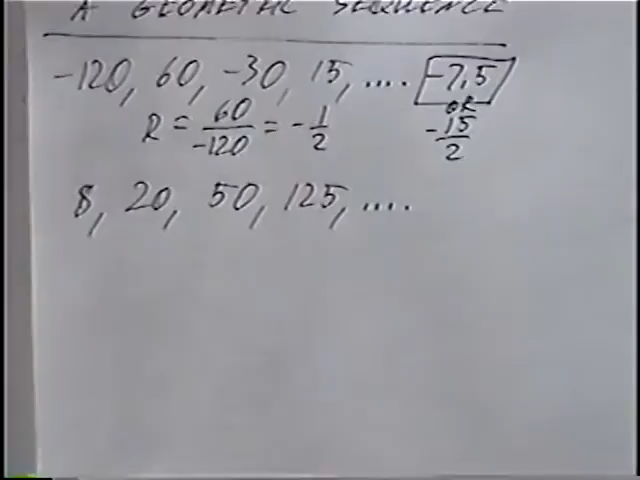 A GEOMETRIC SEQUENCE
-120, 60, -30, 15, .... -7.5
OR
R = 60/-120 = -1/2 -15/2
8, 20, 50, 125, ....